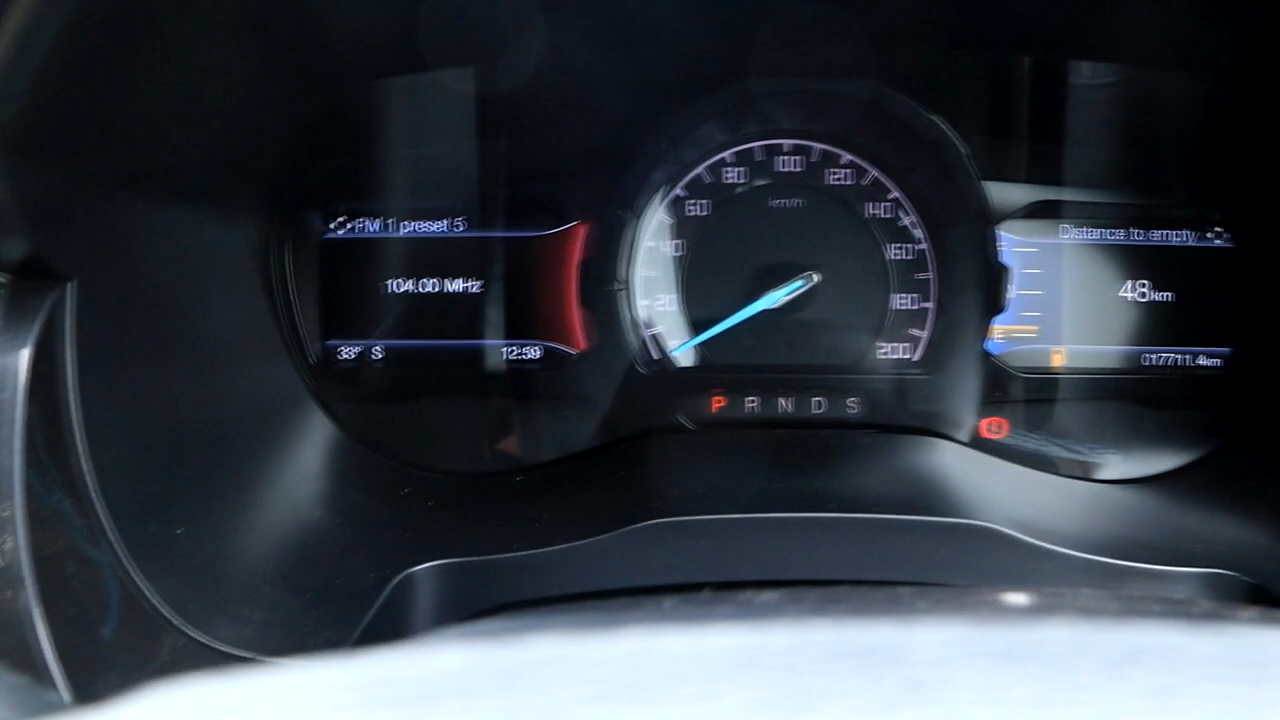 FM 1 preset 5
104.00 MHz
33° S
12:59
20
40
60
80
100
120
140
160
180
200
km/h
P R N D S
Distance to empty
48km
E
017711.4km